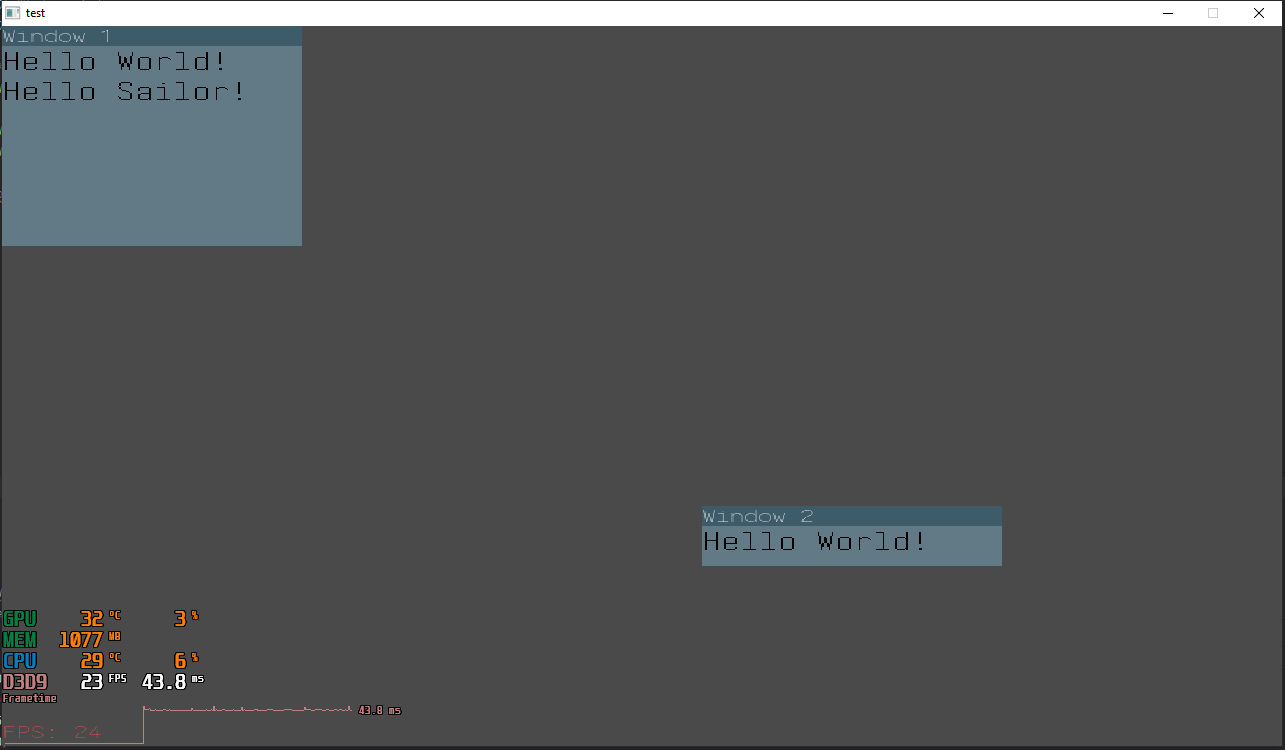 test
Window 1
Hello World!
Hello Sailor!
Window 2
Hello World!
GPU 32 °C 3 %
MEM 1077 MB
CPU 29 °C 6 %
D3D9 23 FPS 43.8 ms
Frametime
43.8 ms
FPS: 24